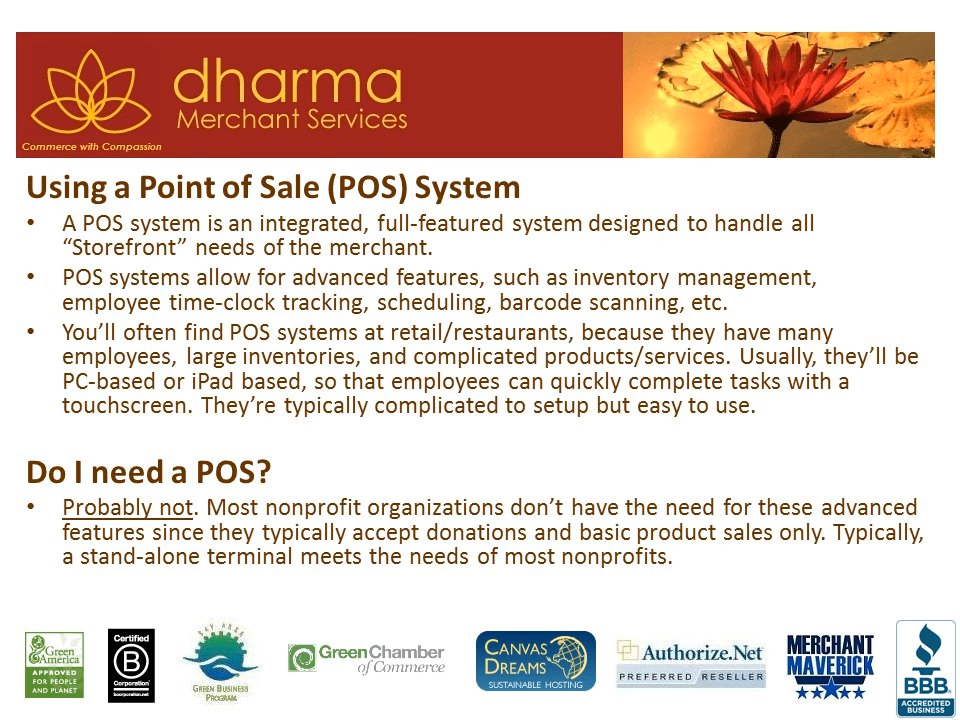 dharma
Merchant Services
Commerce with Compassion
Using a Point of Sale (POS) System
• A POS system is an integrated, full-featured system designed to handle all
“Storefront” needs of the merchant.
• POS systems allow for advanced features, such as inventory management,
employee time-clock tracking, scheduling, barcode scanning, etc.
• You’ll often find POS systems at retail/restaurants, because they have many
employees, large inventories, and complicated products/services. Usually, they’ll be
PC-based or iPad based, so that employees can quickly complete tasks with a
touchscreen. They’re typically complicated to setup but easy to use.
Do I need a POS?
• Probably not. Most nonprofit organizations don’t have the need for these advanced
features since they typically accept donations and basic product sales only. Typically,
a stand-alone terminal meets the needs of most nonprofits.
Green
America
APPROVED
FOR PEOPLE
AND PLANET
Certified
B
Corporation
bcorporation.net
BAY AREA
GREEN BUSINESS
PROGRAM
GreenChamber
of Commerce
CANVAS
DREAMS
SUSTAINABLE HOSTING
Authorize.Net
PREFERRED RESELLER
MERCHANT
MAVERICK
BBB
ACCREDITED
BUSINESS